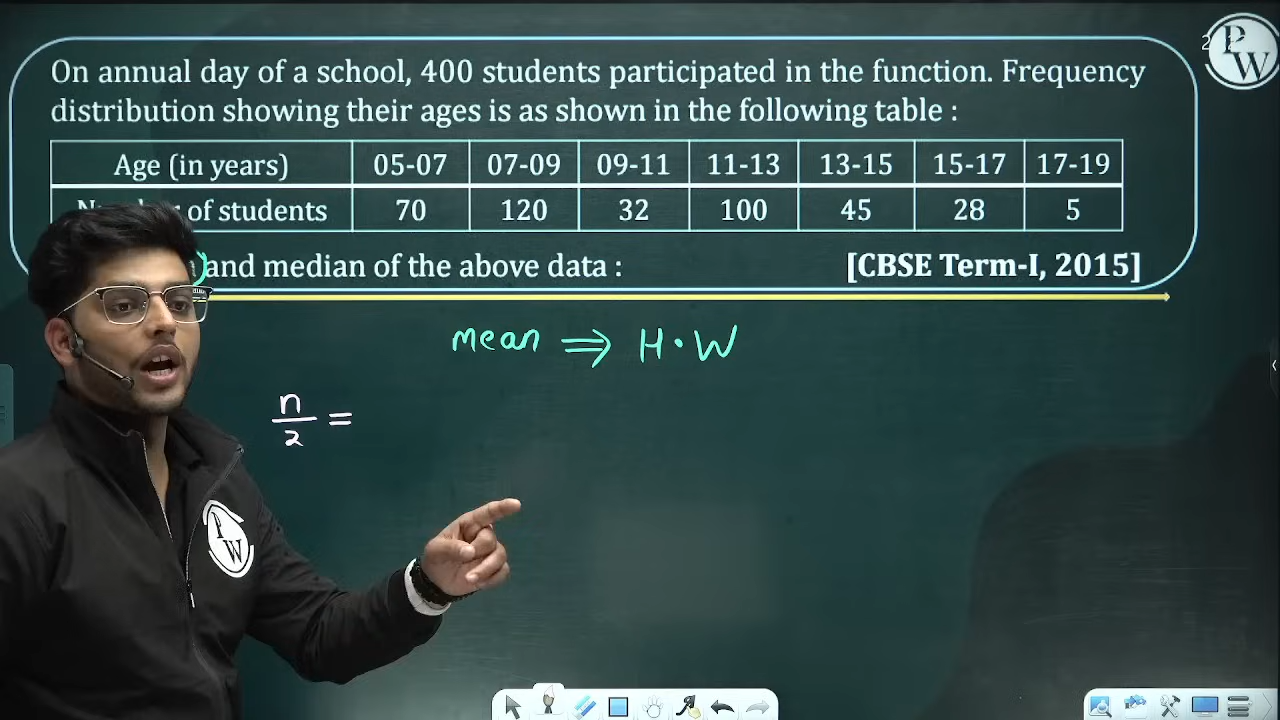 On annual day of a school, 400 students participated in the function. Frequency
distribution showing their ages is as shown in the following table :
Age (in years) 05-07 07-09 09-11 11-13 13-15 15-17 17-19
of students 70 120 32 100 45 28 5
and median of the above data : [CBSE Term-I, 2015]
mean ⇒ H.W
n/2 =
P W
P W